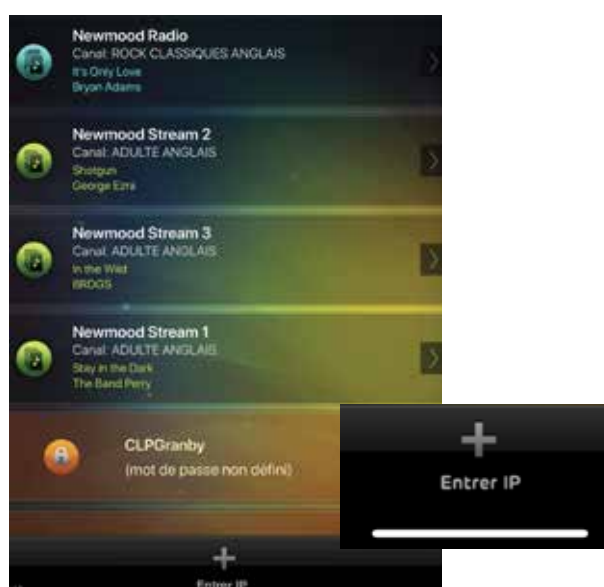 Newmood Radio
Canal: ROCK CLASSIQUES ANGLAIS
It's Only Love
Bryan Adams
Newmood Stream 2
Canal: ADULTE ANGLAIS
Shotgun
George Ezra
Newmood Stream 3
Canal: ADULTE ANGLAIS
In the Wild
BROGS
Newmood Stream 1
Canal: ADULTE ANGLAIS
Stay in the Dark
The Band Perry
CLPGranby
(mot de passe non défini)
Entrer IP
Entrer IP